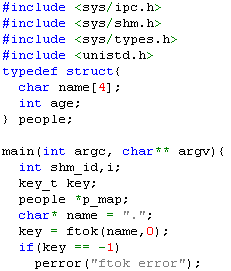 #include <sys/ipc.h>
#include <sys/shm.h>
#include <sys/types.h>
#include <unistd.h>
typedef struct{
  char name[4];
  int age;
} people;

main(int argc, char** argv){
  int shm_id,i;
  key_t key;
  people *p_map;
  char* name = ".";
  key = ftok(name,0);
  if(key == -1)
    perror("ftok error");